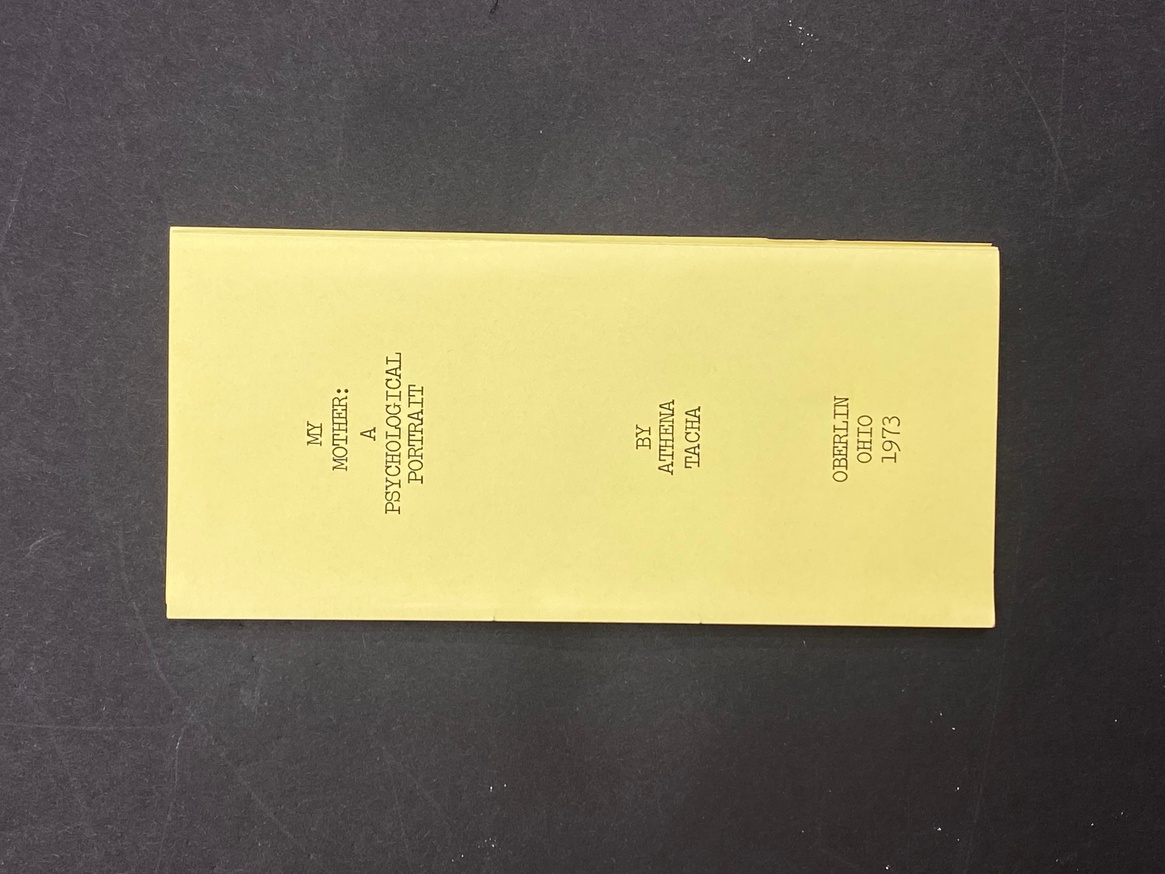 MY
MOTHER:
A
PSYCHOLOGICAL
PORTRAIT
BY
ATHENA
TACHA
OBERLIN
OHIO
1973